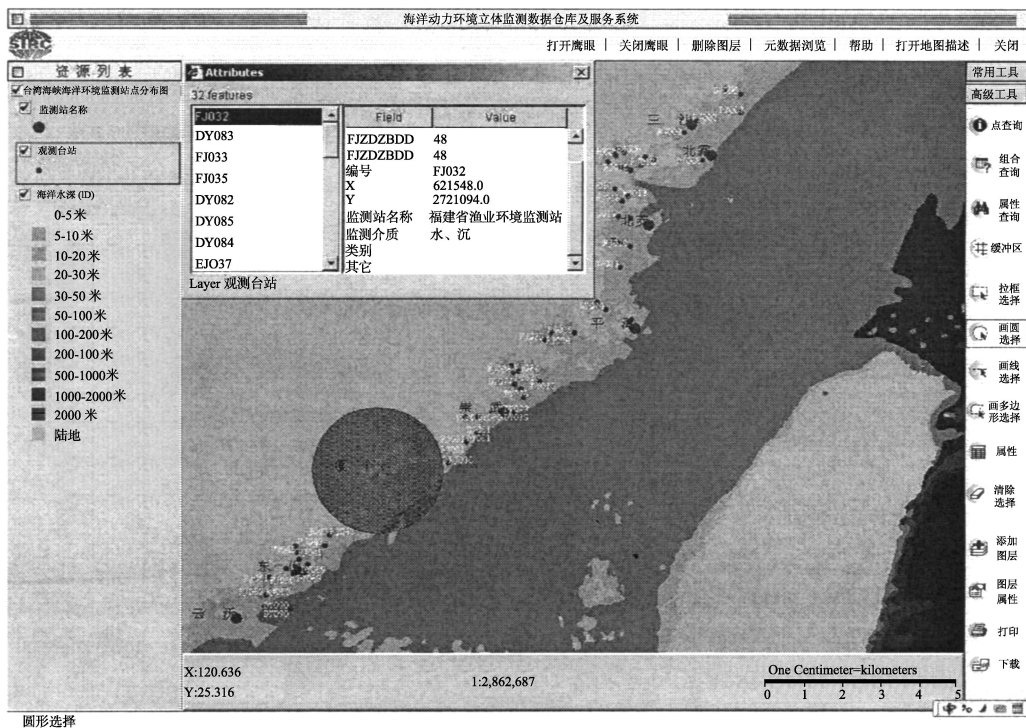 海洋动力环境立体监测数据仓库及服务系统
STRC
打开鹰眼 | 关闭鹰眼 | 删除图层 | 元数据浏览 | 帮助 | 打开地图描述 | 关闭
资源列表
台湾海峡海洋环境监测站点分布图
监测站名称
观测台站
海洋水深 (ID)
0-5米
5-10米
10-20米
20-30米
30-50米
50-100米
100-200米
200-100米
500-1000米
1000-2000米
2000 米
陆地
Attributes
32 features
FJ032
DY083
FJ033
FJ035
DY082
DY085
DY084
EJO37
Field Value
FJZDZBDD 48
FJZDZBDD 48
编号 FJ032
X 621548.0
Y 2721094.0
监测站名称 福建省渔业环境监测站
监测介质 水、沉
类别
其它
Layer 观测台站
三
北
北
平
崇
东
云
常用工具
高级工具
点查询
组合
查询
属性
查询
缓冲区
拉框
选择
画圆
选择
画线
选择
画多边
形选择
属性
清除
选择
添加
图层
图层
属性
打印
下载
X:120.636
Y:25.316
1:2,862,687
One Centimeter=kilometers
0 1 2 3 4 5
中
圆形选择